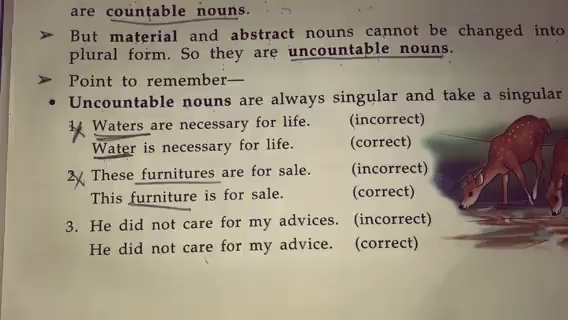 are countable nouns.
➤ But material and abstract nouns cannot be changed into
plural form. So they are uncountable nouns.
➤ Point to remember—
• Uncountable nouns are always singular and take a singular
1. Waters are necessary for life. (incorrect)
Water is necessary for life. (correct)
2. These furnitures are for sale. (incorrect)
This furniture is for sale. (correct)
3. He did not care for my advices. (incorrect)
He did not care for my advice. (correct)